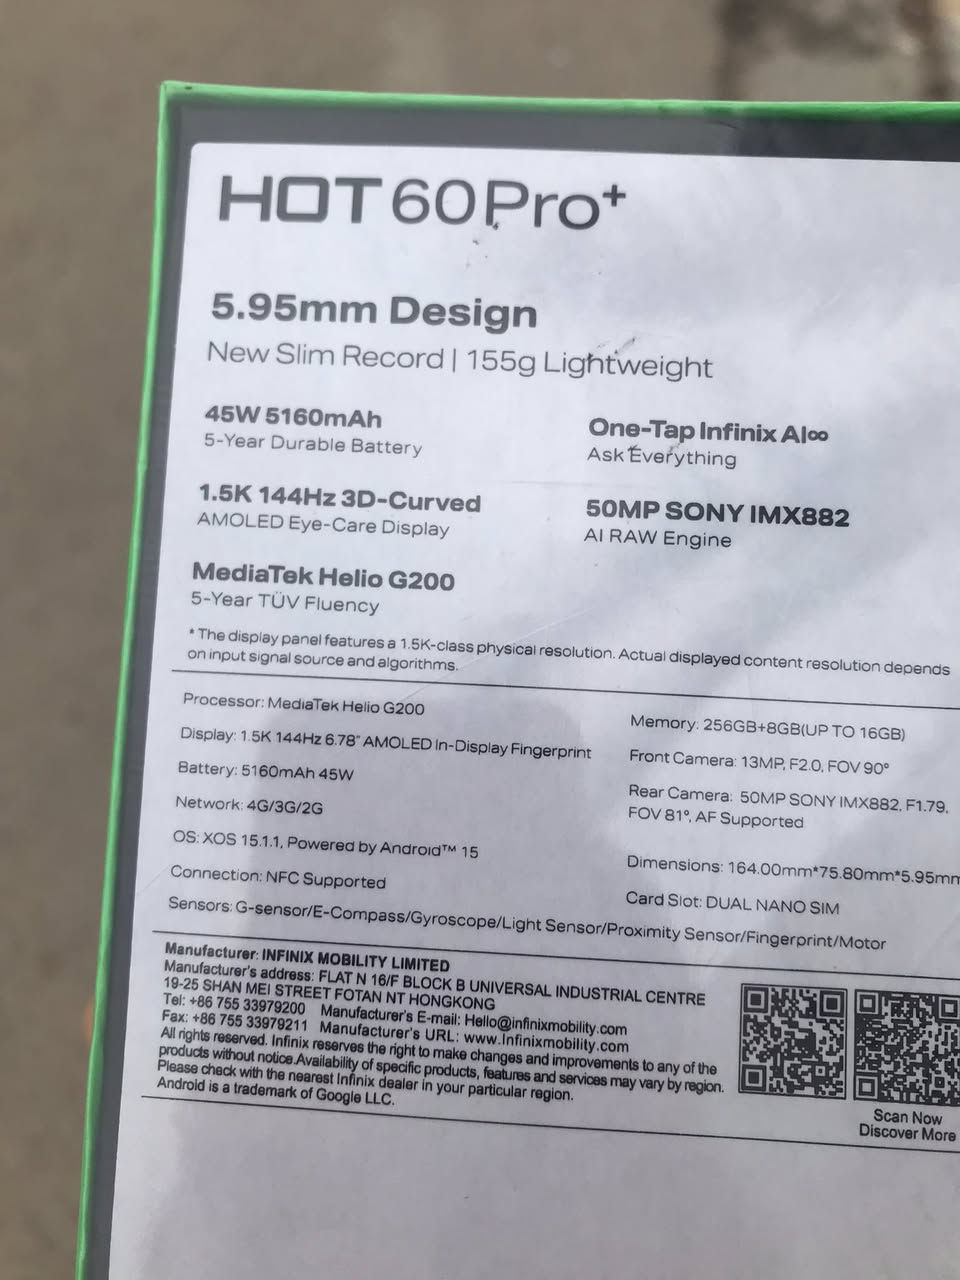 HOT 60 Pro+
5.95mm Design
New Slim Record | 155g Lightweight
45W 5160mAh
5-Year Durable Battery
One-Tap Infinix AI∞
Ask Everything
1.5K 144Hz 3D-Curved
AMOLED Eye-Care Display
50MP SONY IMX882
AI RAW Engine
MediaTek Helio G200
5-Year TÜV Fluency
* The display panel features a 1.5K-class physical resolution. Actual displayed content resolution depends
on input signal source and algorithms.
Processor: MediaTek Helio G200
Display: 1.5K 144Hz 6.78" AMOLED In-Display Fingerprint
Battery: 5160mAh 45W
Network: 4G/3G/2G
OS: XOS 15.1.1, Powered by Android™ 15
Connection: NFC Supported
Memory: 256GB+8GB(UP TO 16GB)
Front Camera: 13MP, F2.0, FOV 90°
Rear Camera: 50MP SONY IMX882, F1.79,
FOV 81°, AF Supported
Dimensions: 164.00mm*75.80mm*5.95mm
Card Slot: DUAL NANO SIM
Sensors: G-sensor/E-Compass/Gyroscope/Light Sensor/Proximity Sensor/Fingerprint/Motor
Manufacturer: INFINIX MOBILITY LIMITED
Manufacturer's address: FLAT N 16/F BLOCK B UNIVERSAL INDUSTRIAL CENTRE
19-25 SHAN MEI STREET FOTAN NT HONGKONG
Tel: +86 755 33979200 Manufacturer's E-mail: Hello@infinixmobility.com
Fax: +86 755 33979211 Manufacturer's URL: www.Infinixmobility.com
All rights reserved. Infinix reserves the right to make changes and improvements to any of the
products without notice.Availability of specific products, features and services may vary by region.
Please check with the nearest Infinix dealer in your particular region.
Android is a trademark of Google LLC.
Scan Now
Discover More